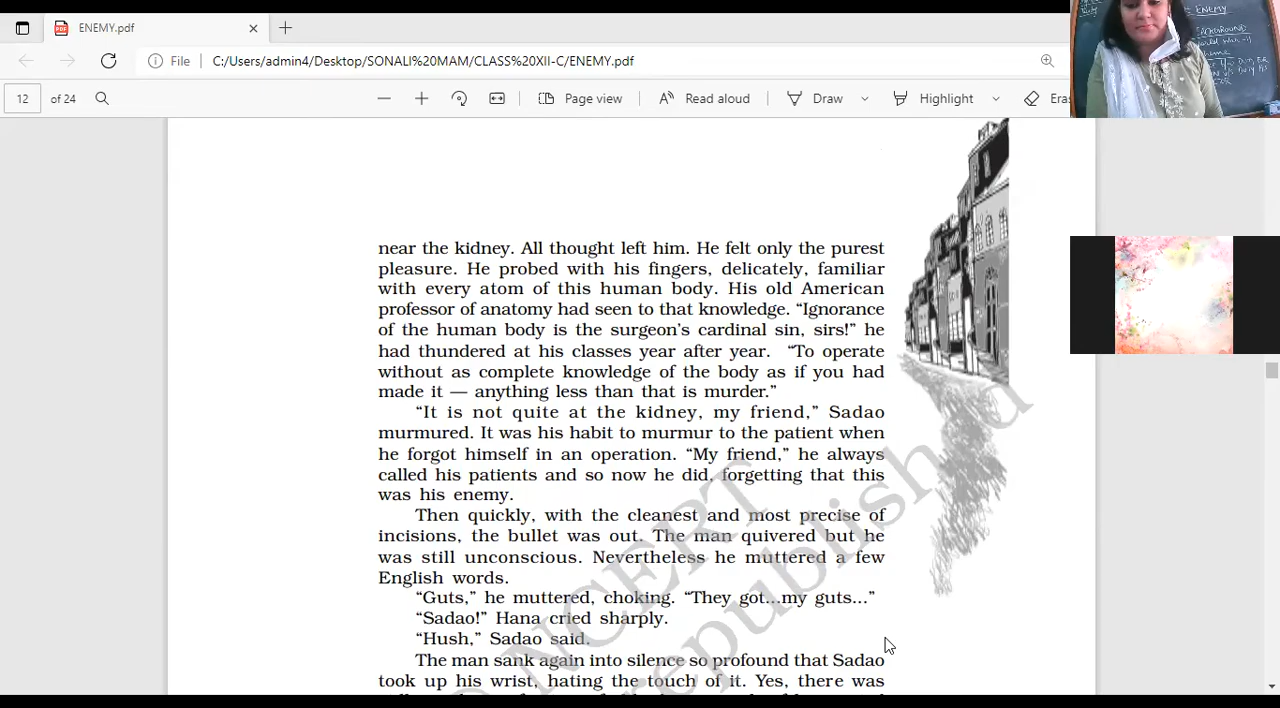 ENEMY.pdf
File C:/Users/admin4/Desktop/SONALI%20MAM/CLASS%20XII-C/ENEMY.pdf
12 of 24 Page view Read aloud Draw Highlight Eras
ENEMY
BACKGROUND
near the kidney. All thought left him. He felt only the purest
pleasure. He probed with his fingers, delicately, familiar
with every atom of this human body. His old American
professor of anatomy had seen to that knowledge. “Ignorance
of the human body is the surgeon’s cardinal sin, sirs!” he
had thundered at his classes year after year. “To operate
without as complete knowledge of the body as if you had
made it — anything less than that is murder.”
“It is not quite at the kidney, my friend,” Sadao
murmured. It was his habit to murmur to the patient when
he forgot himself in an operation. “My friend,” he always
called his patients and so now he did, forgetting that this
was his enemy.
Then quickly, with the cleanest and most precise of
incisions, the bullet was out. The man quivered but he
was still unconscious. Nevertheless he muttered a few
English words.
“Guts,” he muttered, choking. “They got...my guts...”
“Sadao!” Hana cried sharply.
“Hush,” Sadao said.
The man sank again into silence so profound that Sadao
took up his wrist, hating the touch of it. Yes, there was
NCERT
republished